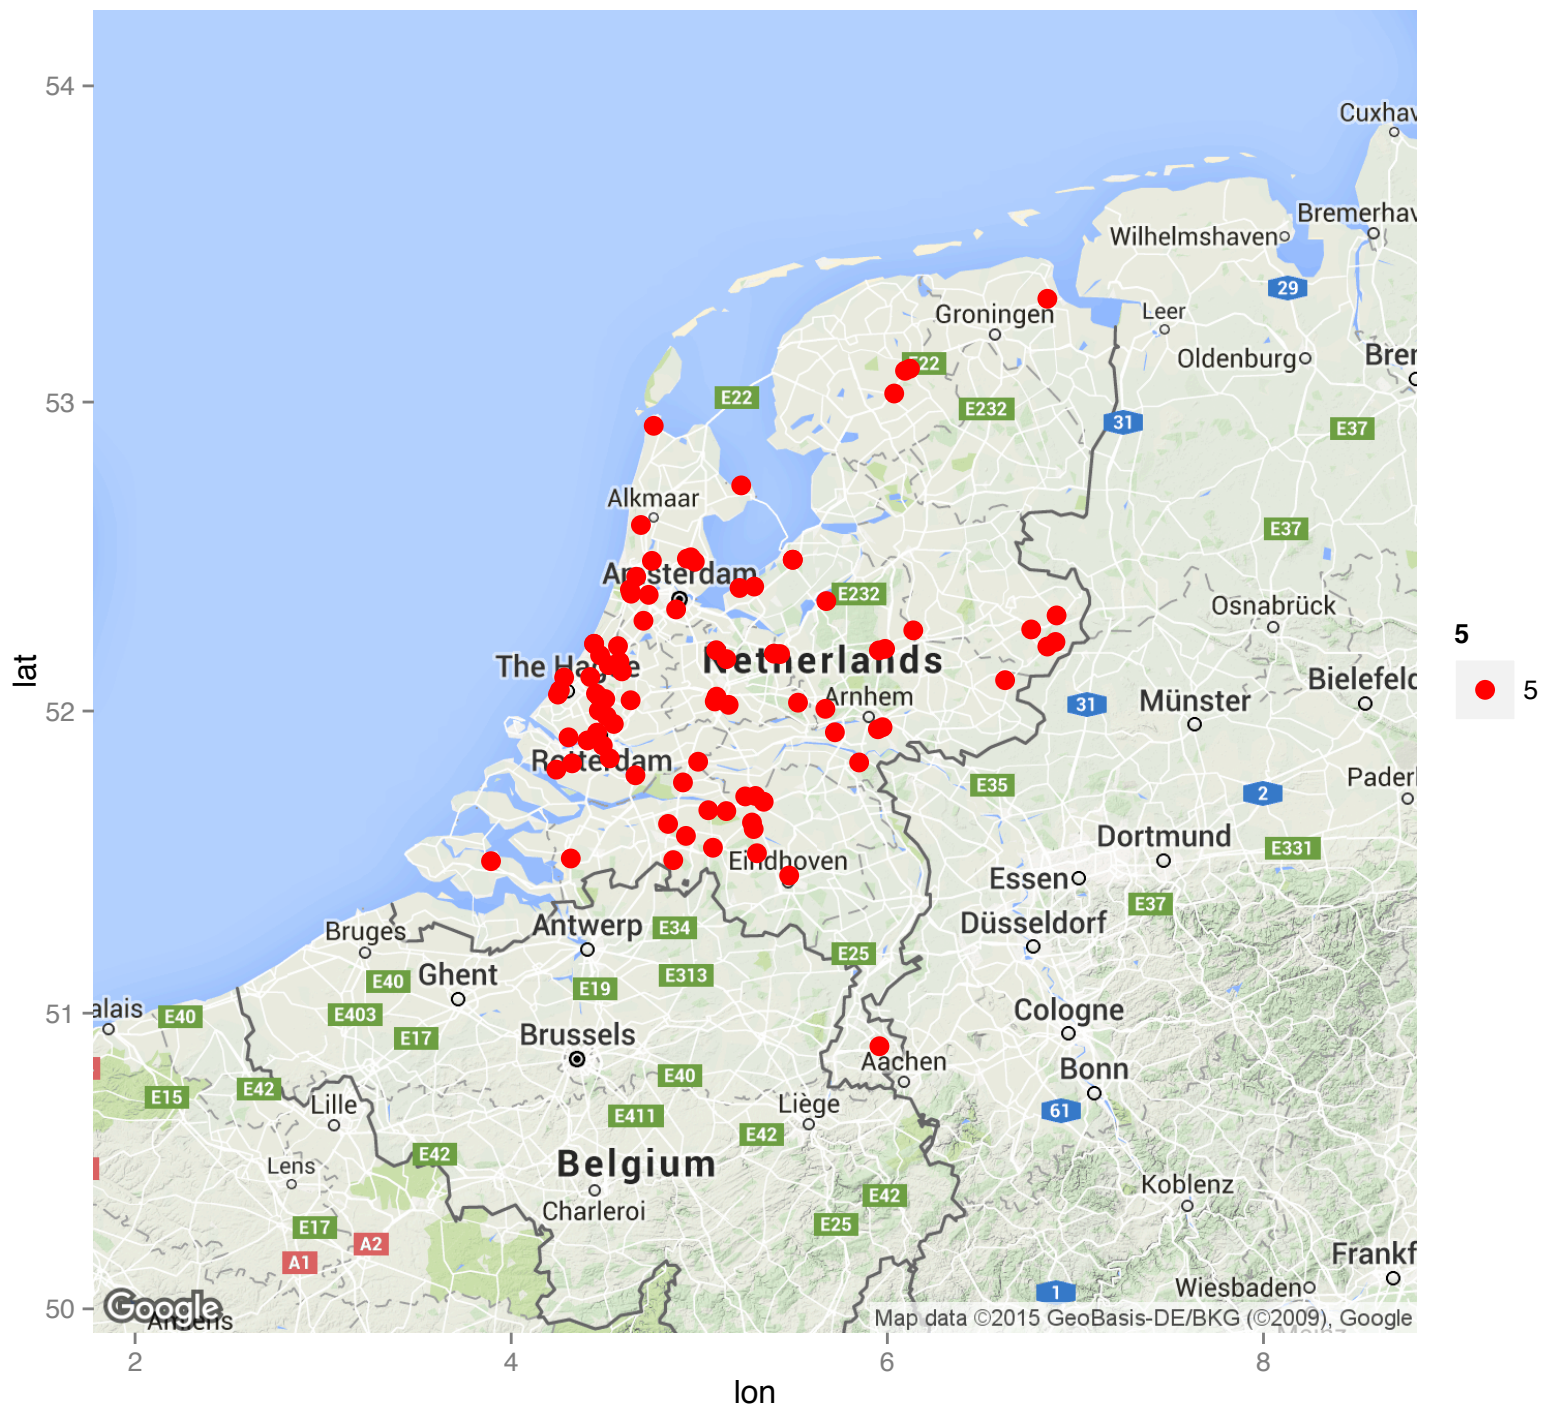 54
Cuxhav
Bremerhav
Wilhelmshaven
29
Groningen
Leer
Oldenburg
Brer
E22
53
E22
E232
31
E37
Alkmaar
E37
Amsterdam
E232
Osnabrück
5
The Hague
Netherlands
Bielefelc
5
lat
Arnhem
31
Münster
52
Rotterdam
E35
2
Paderl
Dortmund
E331
Eindhoven
Essen
E37
Düsseldorf
Bruges
Antwerp
E34
E25
Ghent
E40
E313
E19
51
alais
E40
E403
E17
Brussels
Cologne
Aachen
Bonn
E15
E42
E40
Lille
E411
Liège
61
E42
E42
Lens
Belgium
Koblenz
E42
Charleroi
E17
A2
E25
A1
Frankf
Wiesbaden
1
50
Google
Amiens
Map data ©2015 GeoBasis-DE/BKG (©2009), Google
2
4
6
8
lon